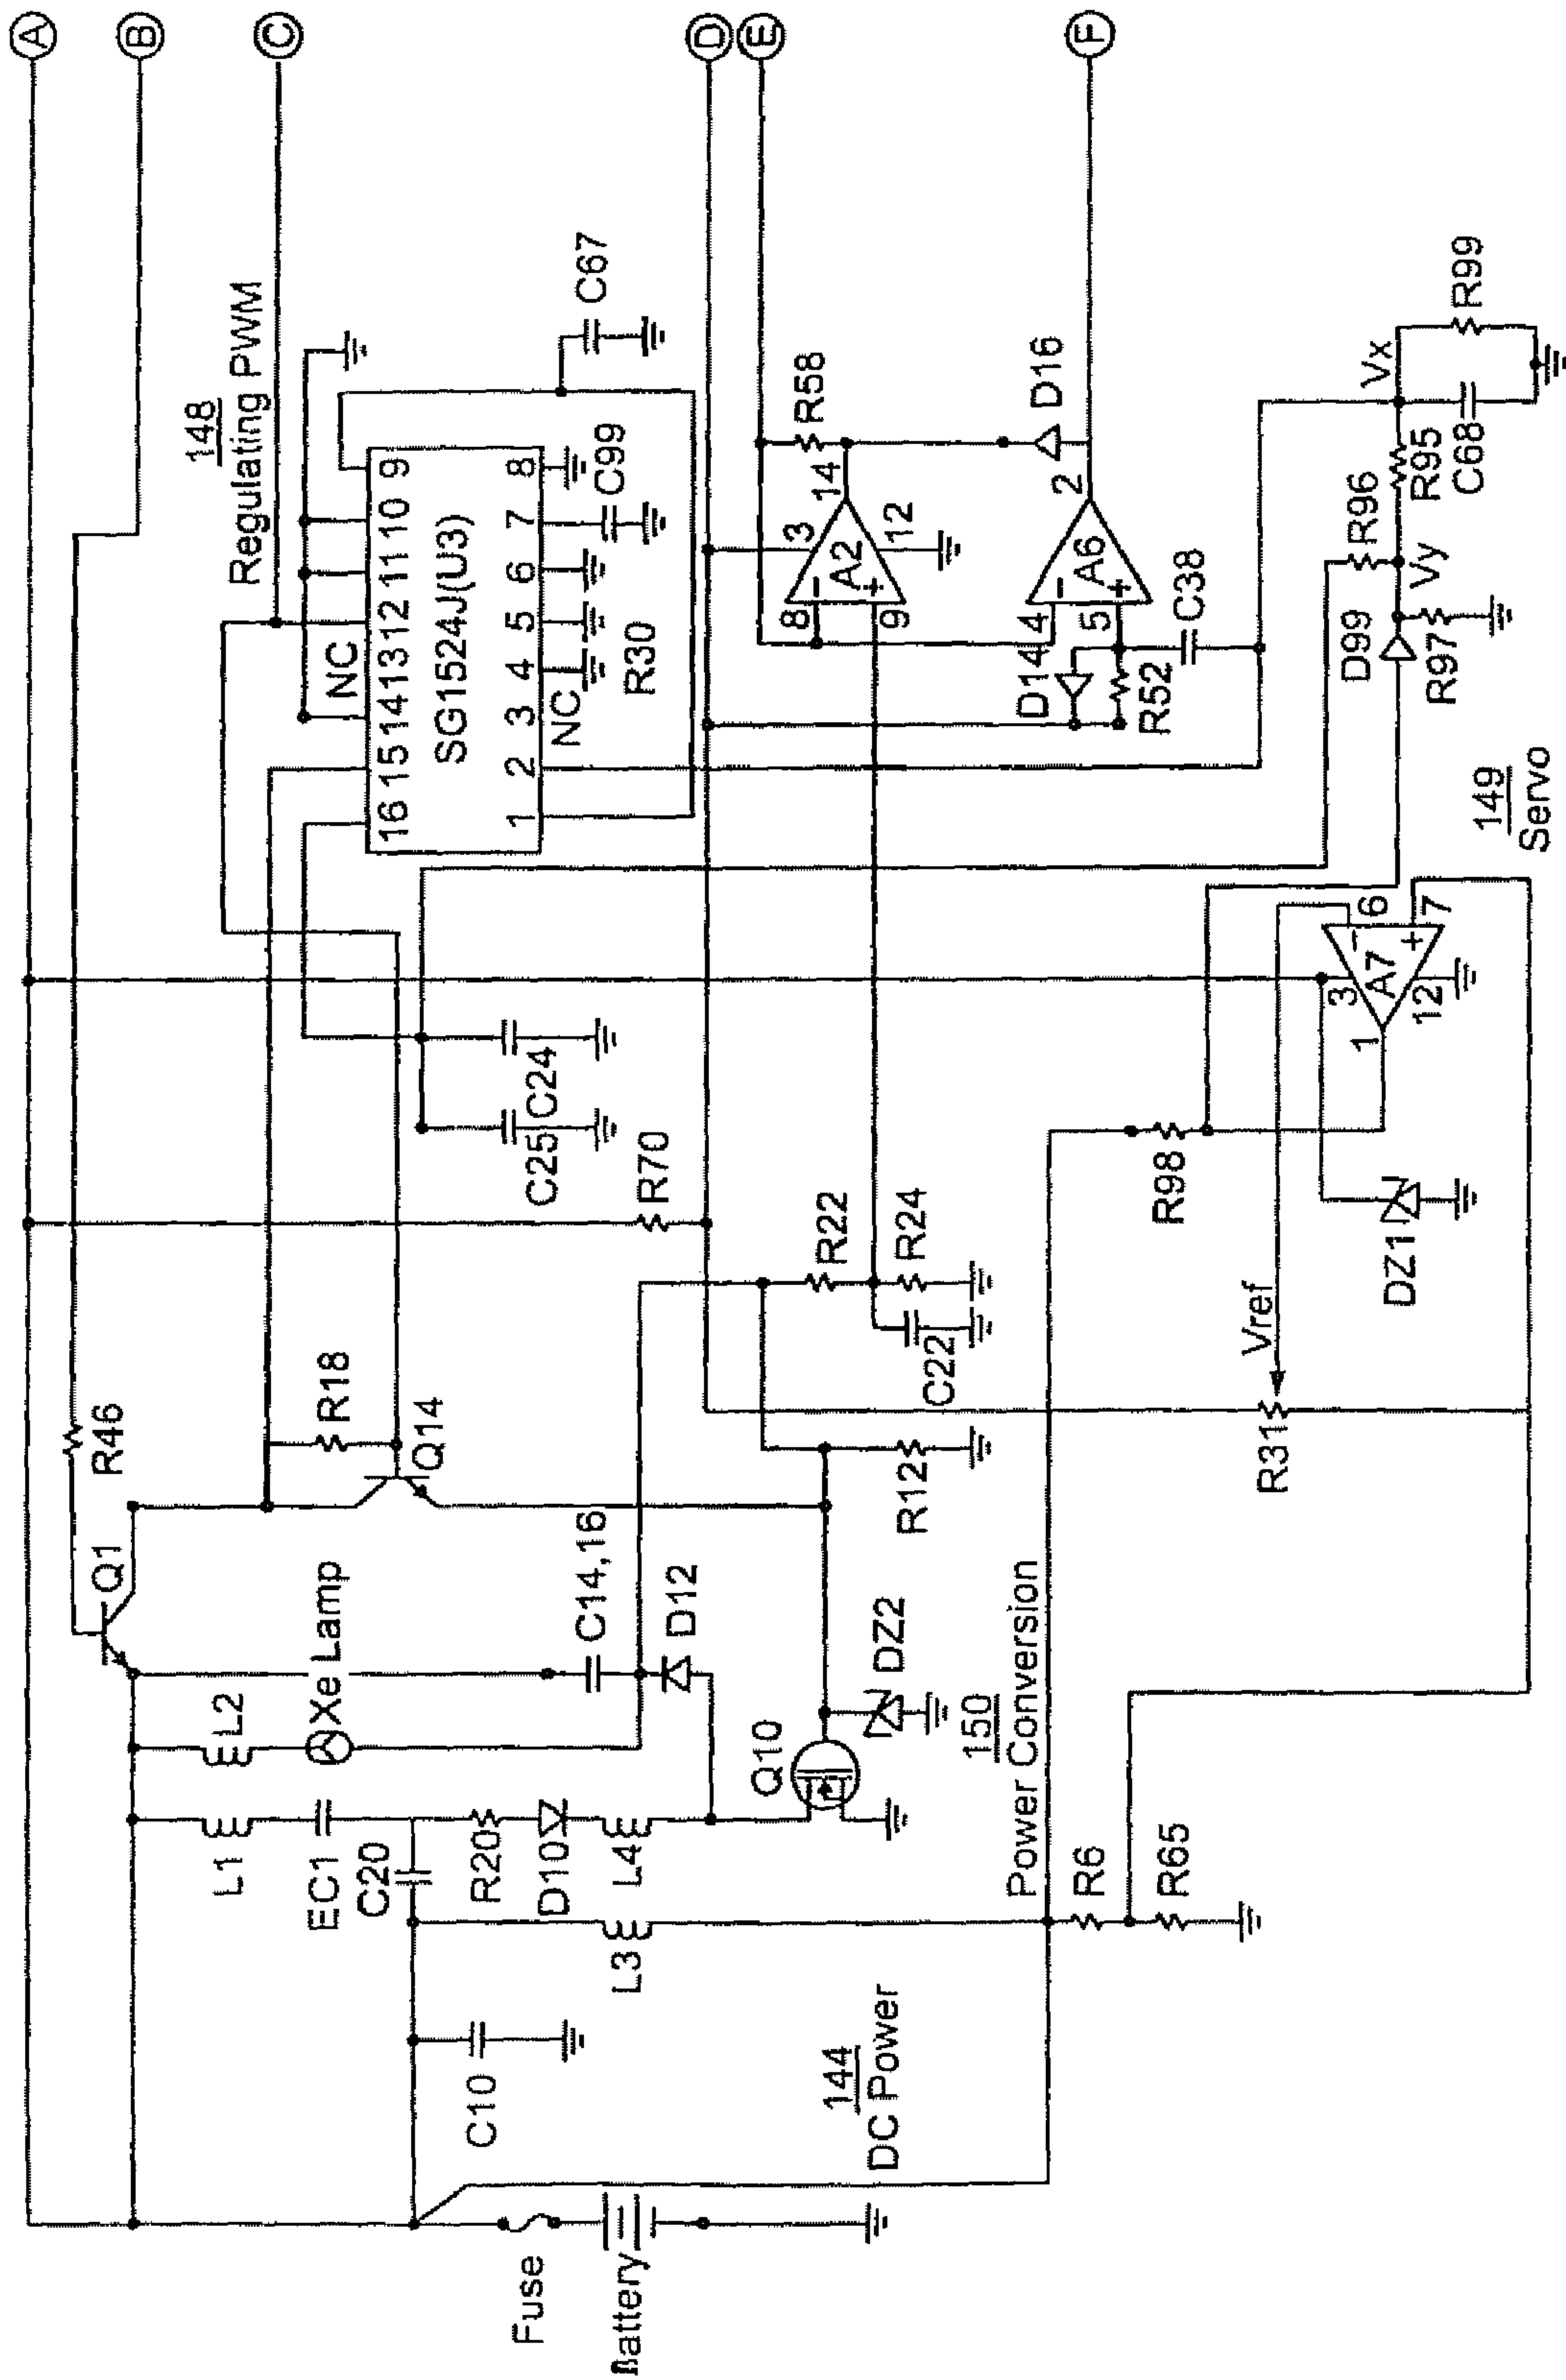 A
B
C
D
E
F
148
Regulating PWM
R46
Q1
R18
Q14
NC
16 15 14 13 12 11 10 9
SG1524J(U3)
1 2 3 4 5 6 7 8
NC
R30
C99
C67
L2
Xe Lamp
C14,16
D12
L1
EC1
C20
R20
D10
L4
L3
C10
Fuse
Battery
144
DC Power
Q10
DZ2
150
Power Conversion
R12
R22
R24
C22
R70
C25
C24
R58
3
14
A2
8
9
12
-
+
D16
2
A6
4
5
-
+
D14
R52
C38
R6
R65
R98
DZ1
Vref
R31
A7
1
3
12
6
7
-
+
149
Servo
D99
R97
R96
Vy
R95
C68
Vx
R99